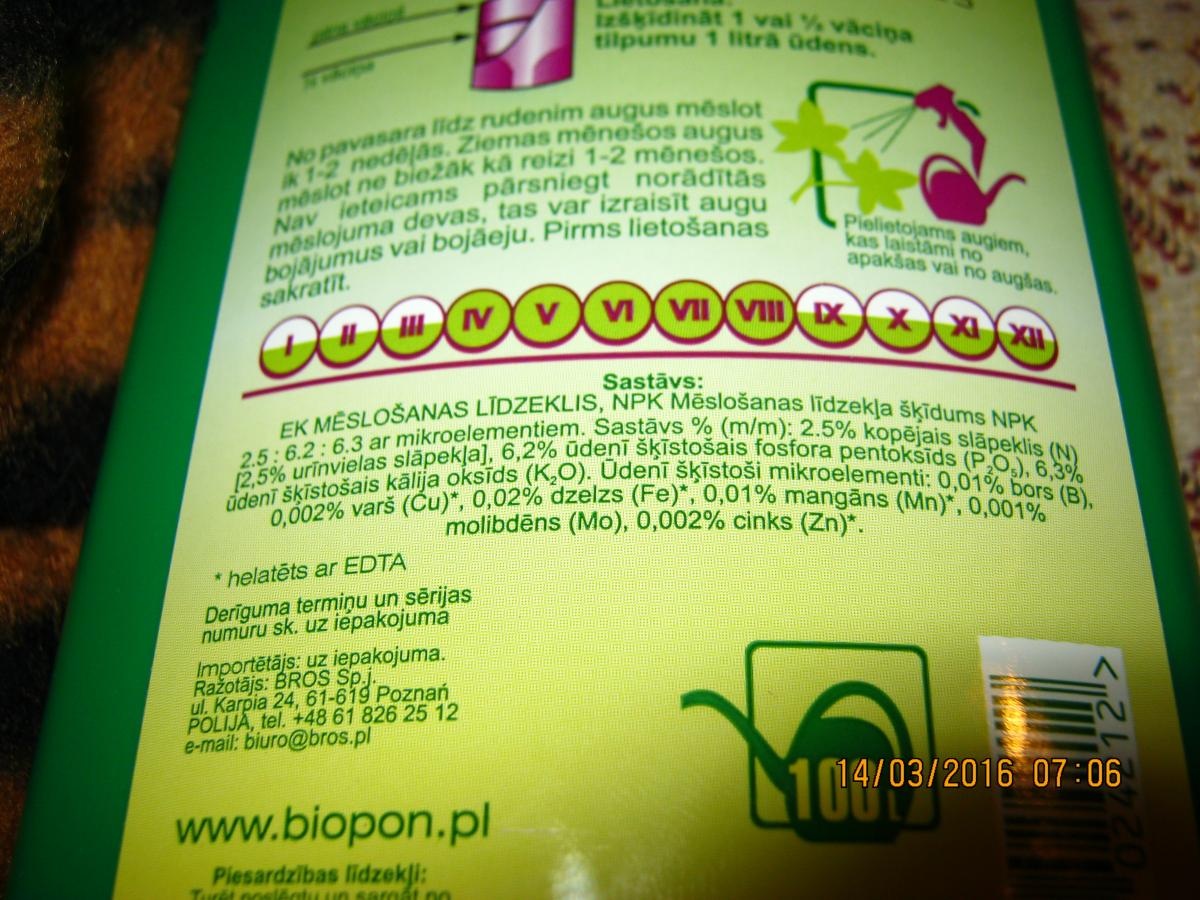 Lietošana:
Izšķīdināt 1 vai ½ vāciņa
tilpumu 1 litrā ūdens.
½ vāciņa
No pavasara līdz rudenim augus mēslot
ik 1-2 nedēļās. Ziemas mēnešos augus
mēslot ne biežāk kā reizi 1-2 mēnešos.
Nav ieteicams pārsniegt norādītās
mēslojuma devas, tas var izraisīt augu
bojājumus vai bojāeju. Pirms lietošanas
sakratīt.
Pielietojams augiem,
kas laistāmi no
apakšas vai no augšas.
I II III IV V VI VII VIII IX X XI XII
Sastāvs:
EK MĒSLOŠANAS LĪDZEKLIS, NPK Mēslošanas līdzekļa šķīdums NPK
2.5 : 6.2 : 6.3 ar mikroelementiem. Sastāvs % (m/m): 2.5% kopējais slāpeklis (N)
[2,5% urīnvielas slāpekļa], 6,2% ūdenī šķīstošais fosfora pentoksīds (P₂O₅), 6,3%
ūdenī šķīstošais kālija oksīds (K₂O). Ūdenī šķīstoši mikroelementi: 0,01% bors (B),
0,002% varš (Cu)*, 0,02% dzelzs (Fe)*, 0,01% mangāns (Mn)*, 0,001%
molibdēns (Mo), 0,002% cinks (Zn)*.
* helatēts ar EDTA
Derīguma termiņu un sērijas
numuru sk. uz iepakojuma
Importētājs: uz iepakojuma.
Ražotājs: BROS Sp.j.
ul. Karpia 24, 61-619 Poznań
POLIJA, tel. +48 61 826 25 12
e-mail: biuro@bros.pl
100l
14/03/2016 07:06
www.biopon.pl
Piesardzības līdzekļi:
Turēt noslēgtu un sargāt no